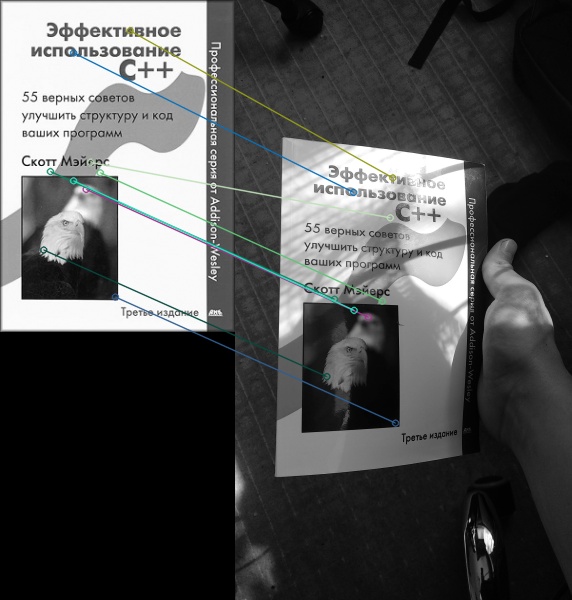 Эффективное
использование
C++
55 верных советов
улучшить структуру и код
ваших программ
Скотт Мэйерс
Третье издание
Профессиональная серия от Addison-Wesley
ДМК
Эффективное
использование
C++
55 верных советов
улучшить структуру и код
ваших программ
Скотт Мэйерс
Третье издание
Профессиональная серия от Addison-Wesley